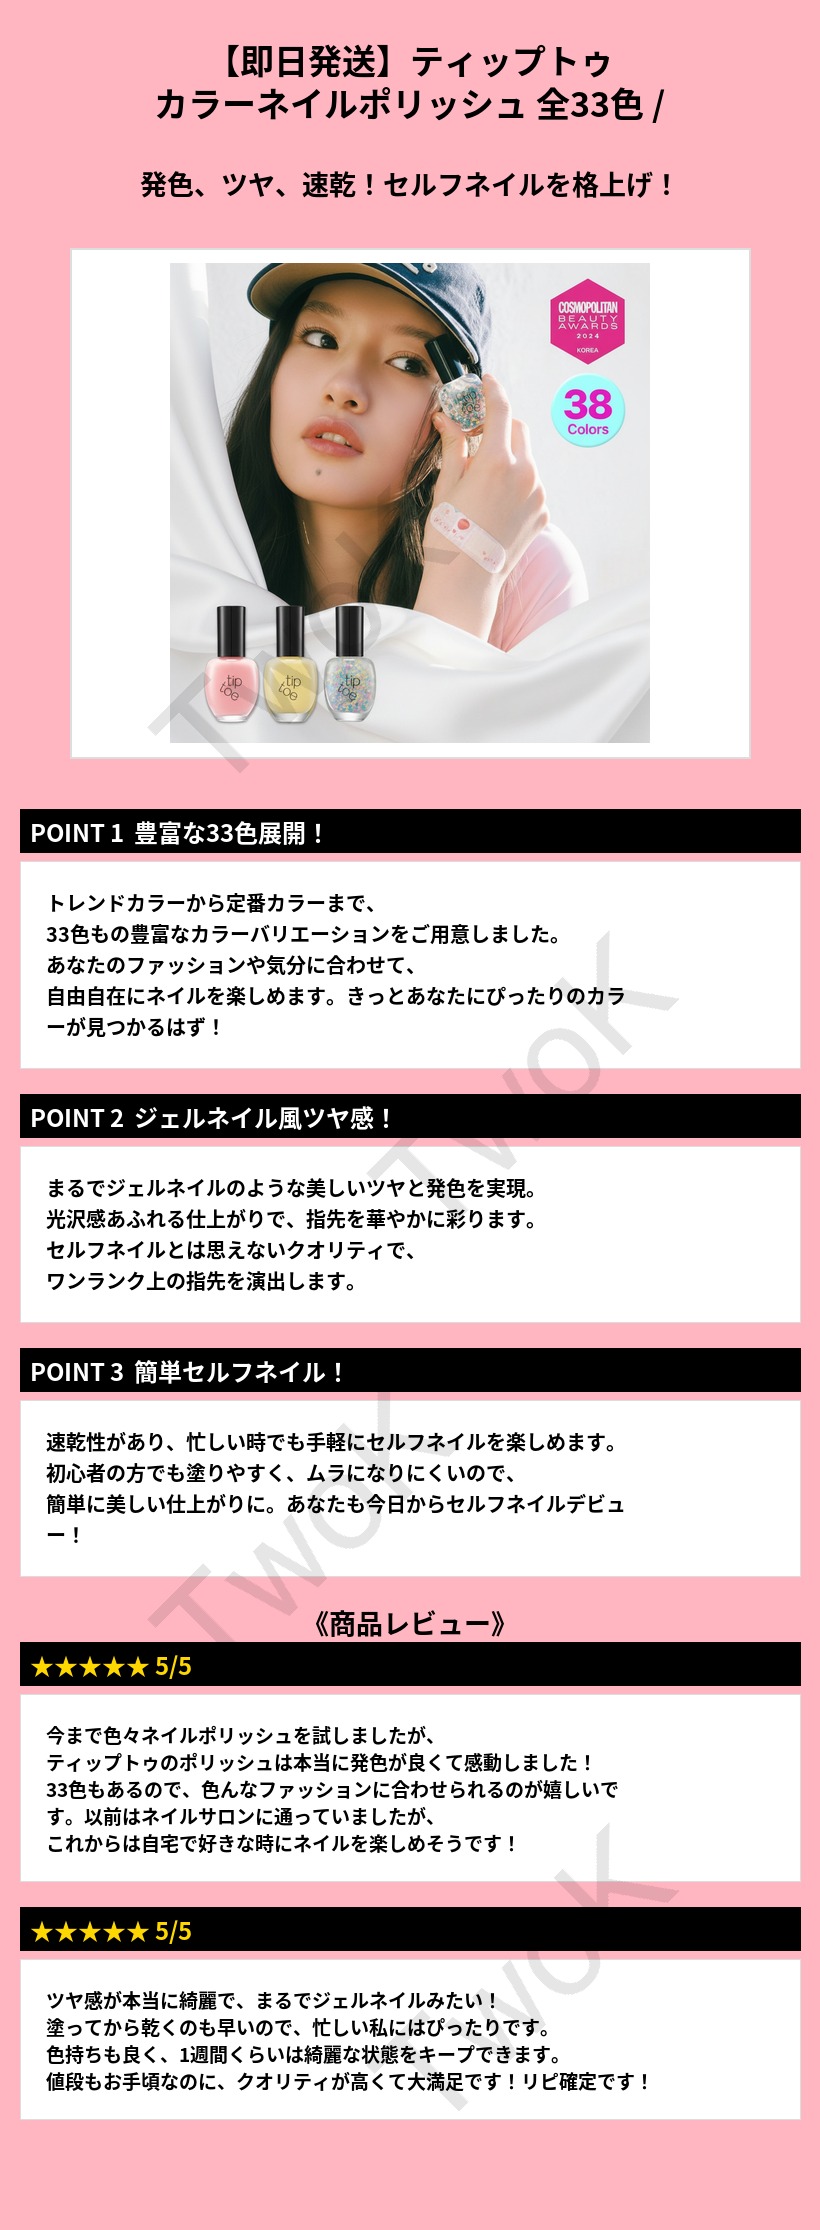 【即日発送】ティップトゥ
カラーネイルポリッシュ 全33色 /
発色、ツヤ、速乾！セルフネイルを格上げ！
COSMOPOLITAN
BEAUTY
AWARDS
2024
KOREA
38
Colors
tip
toe
tip
toe
tip
toe
tip
toe
TwoK
POINT 1 豊富な33色展開！
トレンドカラーから定番カラーまで、
33色もの豊富なカラーバリエーションをご用意しました。
あなたのファッションや気分に合わせて、
自由自在にネイルを楽しめます。きっとあなたにぴったりのカラ
ーが見つかるはず！
TwoK
POINT 2 ジェルネイル風ツヤ感！
まるでジェルネイルのような美しいツヤと発色を実現。
光沢感あふれる仕上がりで、指先を華やかに彩ります。
セルフネイルとは思えないクオリティで、
ワンランク上の指先を演出します。
POINT 3 簡単セルフネイル！
速乾性があり、忙しい時でも手軽にセルフネイルを楽しめます。
初心者の方でも塗りやすく、ムラになりにくいので、
簡単に美しい仕上がりに。あなたも今日からセルフネイルデビュ
ー！
TwoK
《商品レビュー》
★★★★★ 5/5
今まで色々ネイルポリッシュを試しましたが、
ティップトゥのポリッシュは本当に発色が良くて感動しました！
33色もあるので、色んなファッションに合わせられるのが嬉しいで
す。以前はネイルサロンに通っていましたが、
これからは自宅で好きな時にネイルを楽しめそうです！
★★★★★ 5/5
ツヤ感が本当に綺麗で、まるでジェルネイルみたい！
塗ってから乾くのも早いので、忙しい私にはぴったりです。
色持ちも良く、1週間くらいは綺麗な状態をキープできます。
値段もお手頃なのに、クオリティが高くて大満足です！リピ確定です！
TwoK